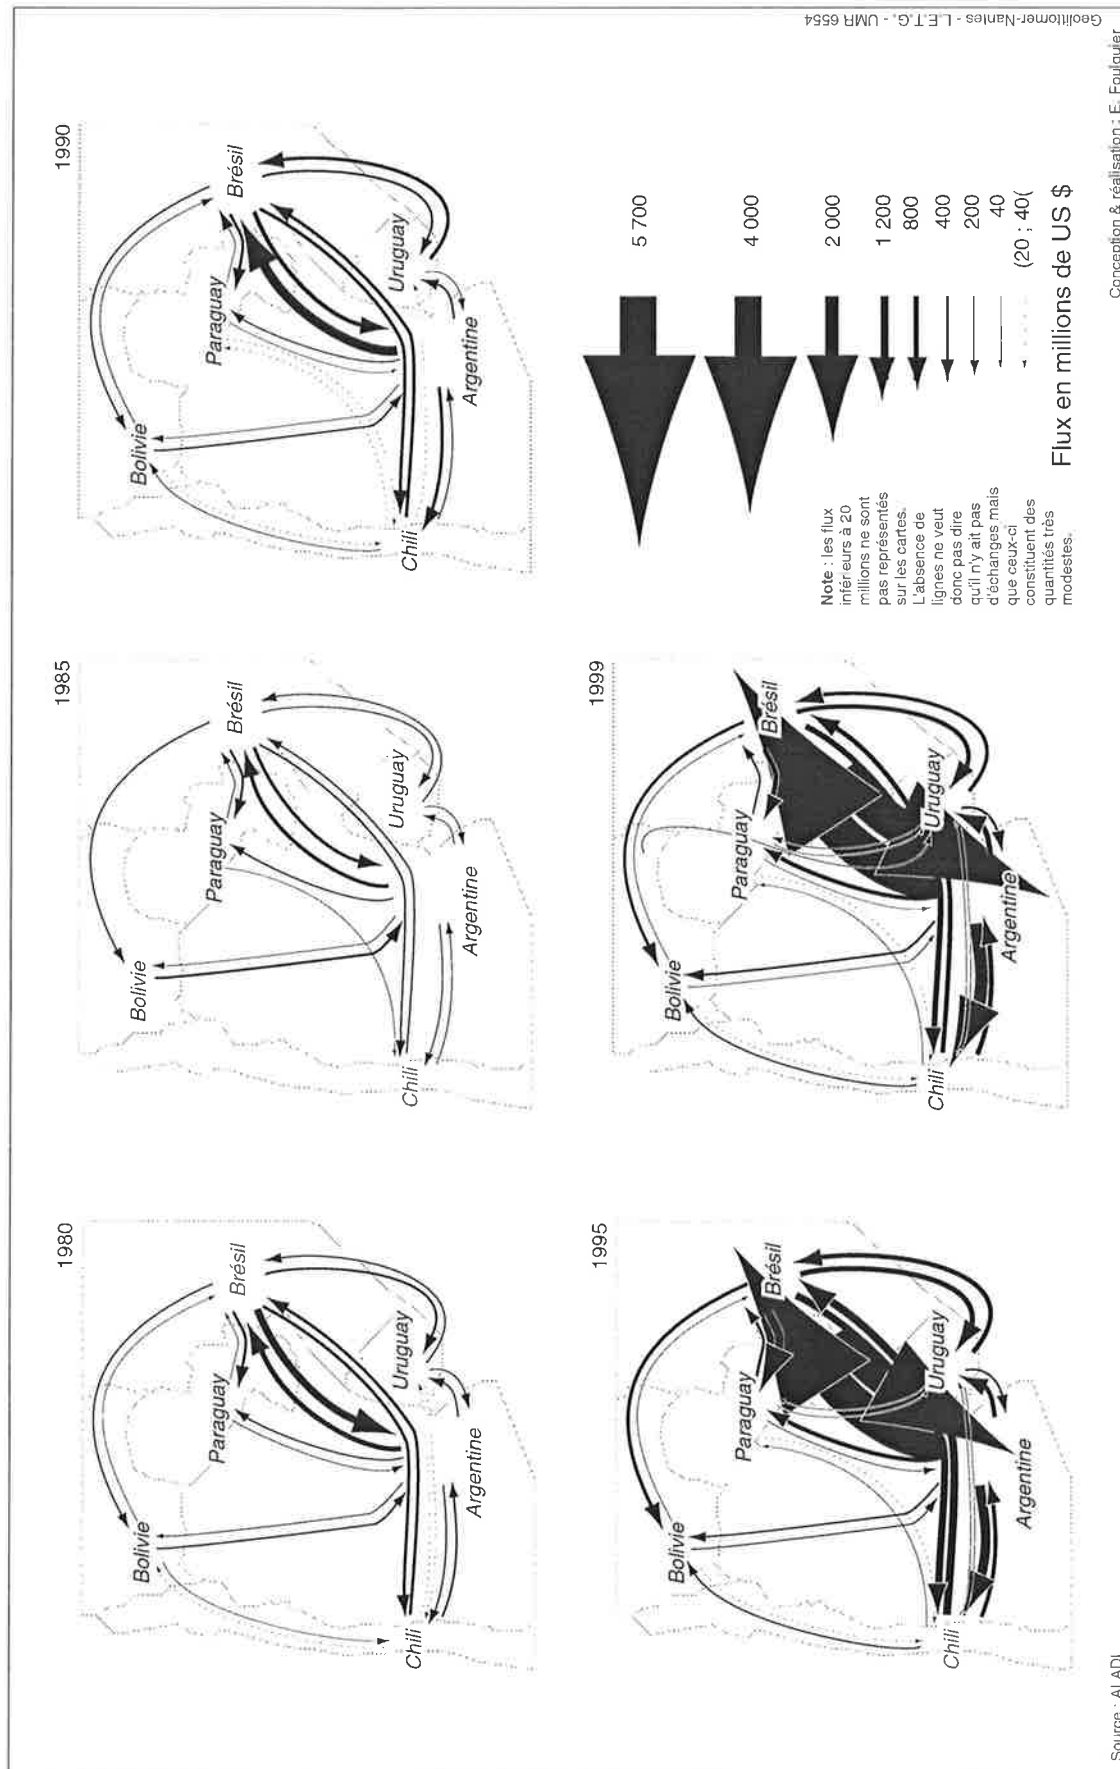 1980
Bolivie
Brésil
Paraguay
Uruguay
Chili
Argentine
1985
Bolivie
Brésil
Paraguay
Uruguay
Chili
Argentine
1990
Bolivie
Brésil
Paraguay
Uruguay
Chili
Argentine
1995
Bolivie
Brésil
Paraguay
Uruguay
Chili
Argentine
1999
Bolivie
Brésil
Paraguay
Uruguay
Chili
Argentine
5 700
4 000
2 000
1 200
800
400
200
40
(20 ; 40(
Flux en millions de US $
Note : les flux
inférieurs à 20
millions ne sont
pas représentés
sur les cartes.
L'absence de
lignes ne veut
donc pas dire
qu'il n'y ait pas
d'échanges mais
que ceux-ci
constituent des
quantités très
modestes.
Source : ALADI
Conception & réalisation : E. Foulquier
Geolittomer-Nantes - L.E.T.G. - UMR 6554